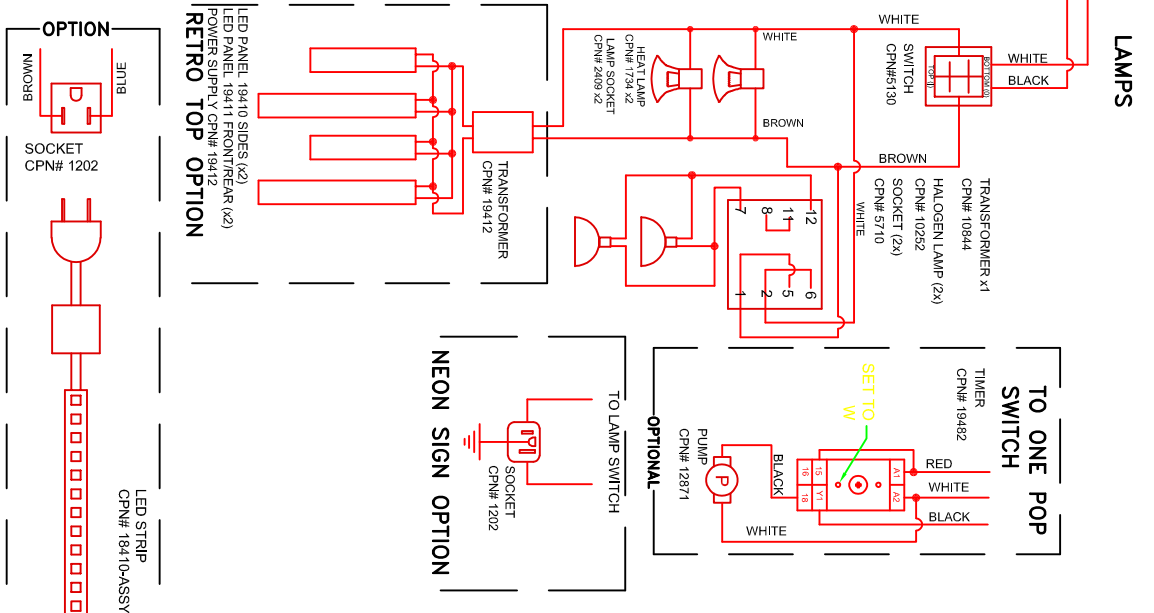 LAMPS
WHITE
WHITE
BLACK
BOTTOM (0)
TOP (I)
SWITCH
CPN#5130
WHITE
BROWN
BROWN
WHITE
HEAT LAMP
CPN# 1734 x2
LAMP SOCKET
CPN# 2409 x2
TRANSFORMER x1
CPN# 10844
HALOGEN LAMP (2x)
CPN# 10252
SOCKET (2x)
CPN# 5710
12
11
8
7
6
5
2
1
TRANSFORMER
CPN# 19412
LED PANEL 19410 SIDES (x2)
LED PANEL 19411 FRONT/REAR (x2)
POWER SUPPLY CPN# 19412
RETRO TOP OPTION
OPTION
BLUE
BROWN
SOCKET
CPN# 1202
LED STRIP
CPN# 18410-ASSY
TO LAMP SWITCH
SOCKET
CPN# 1202
NEON SIGN OPTION
TO ONE POP
SWITCH
TIMER
CPN# 19482
SET TO
W
A1
A2
15
Y1
16
18
RED
WHITE
BLACK
BLACK
WHITE
P
PUMP
CPN# 12871
OPTIONAL